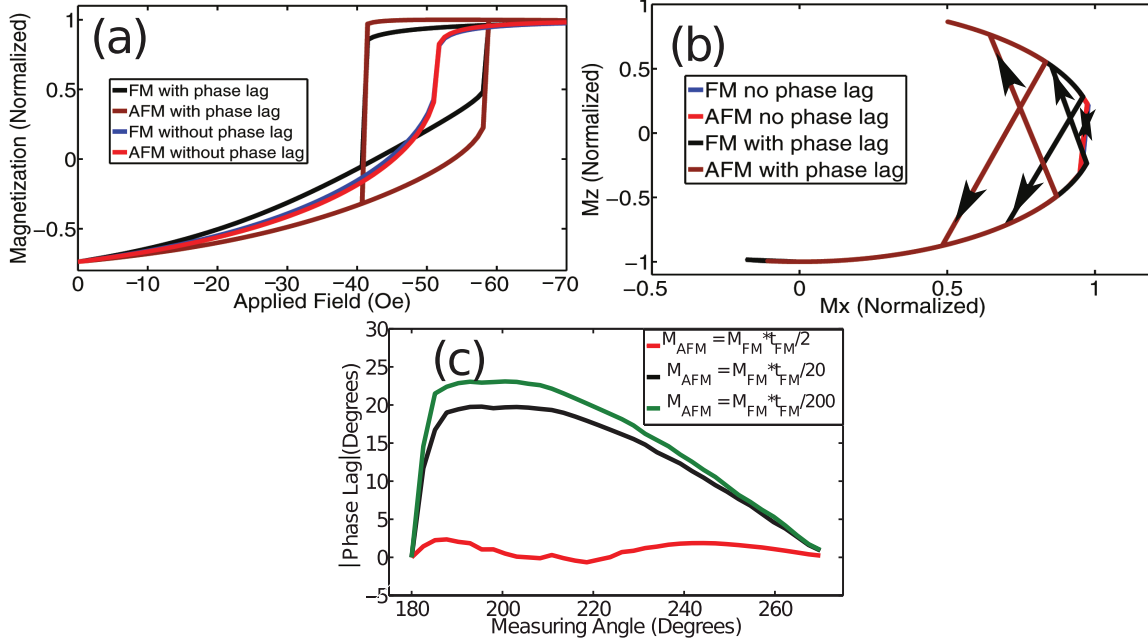 (a)
Magnetization (Normalized)
1
0.5
0
−0.5
FM with phase lag
AFM with phase lag
FM without phase lag
AFM without phase lag
0 −10 −20 −30 −40 −50 −60 −70
Applied Field (Oe)
(b)
Mz (Normalized)
1
0.5
0
−0.5
−1
FM no phase lag
AFM no phase lag
FM with phase lag
AFM with phase lag
−0.5 0 0.5 1
Mx (Normalized)
(c)
|Phase Lag|(Degrees)
30
25
20
15
10
5
0
−5
M_AFM =M_FM*t_FM/2
M_AFM =M_FM*t_FM/20
M_AFM =M_FM*t_FM/200
180 200 220 240 260
Measuring Angle (Degrees)